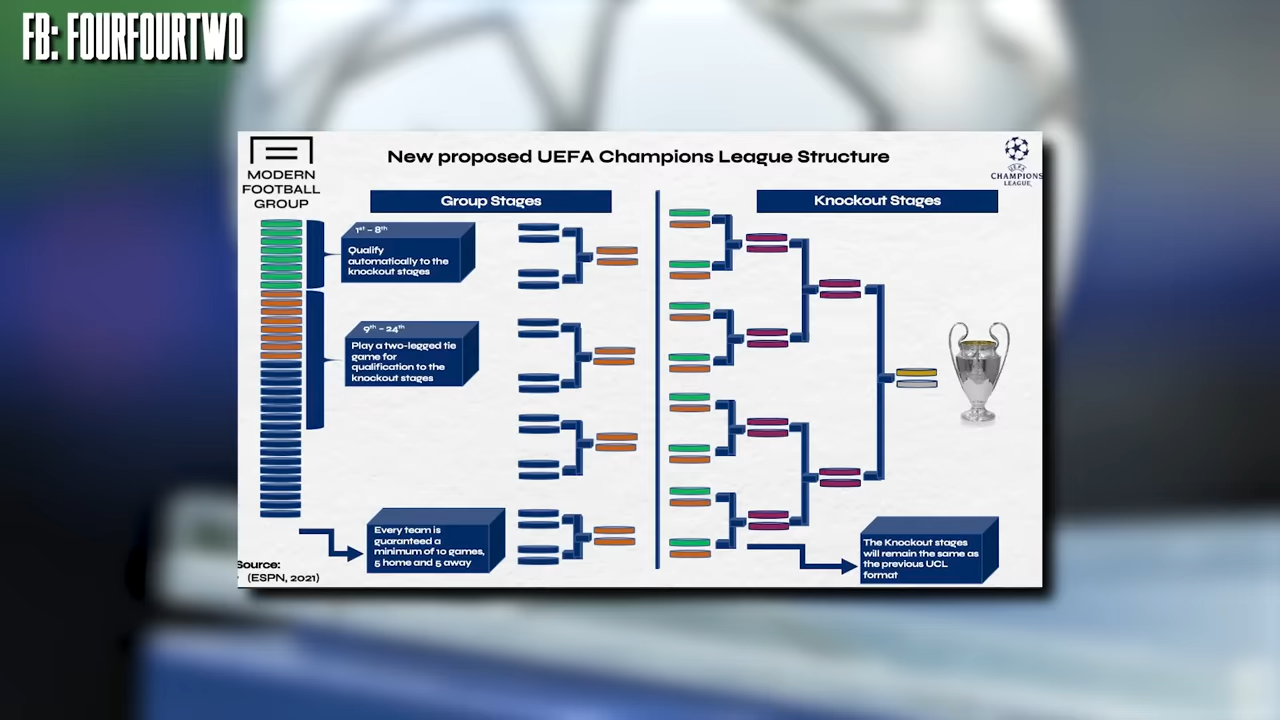 FB: FOURFOURTWO
New proposed UEFA Champions League Structure
MODERN
FOOTBALL
GROUP
UEFA
CHAMPIONS
LEAGUE
Group Stages
Knockout Stages
1st – 8th
Qualify
automatically to the
knockout stages
9th – 24th
Play a two-legged tie
game for
qualification to the
knockout stages
Every team is
guaranteed a
minimum of 10 games,
5 home and 5 away
The Knockout stages
will remain the same as
the previous UCL
format
Source:
(ESPN, 2021)